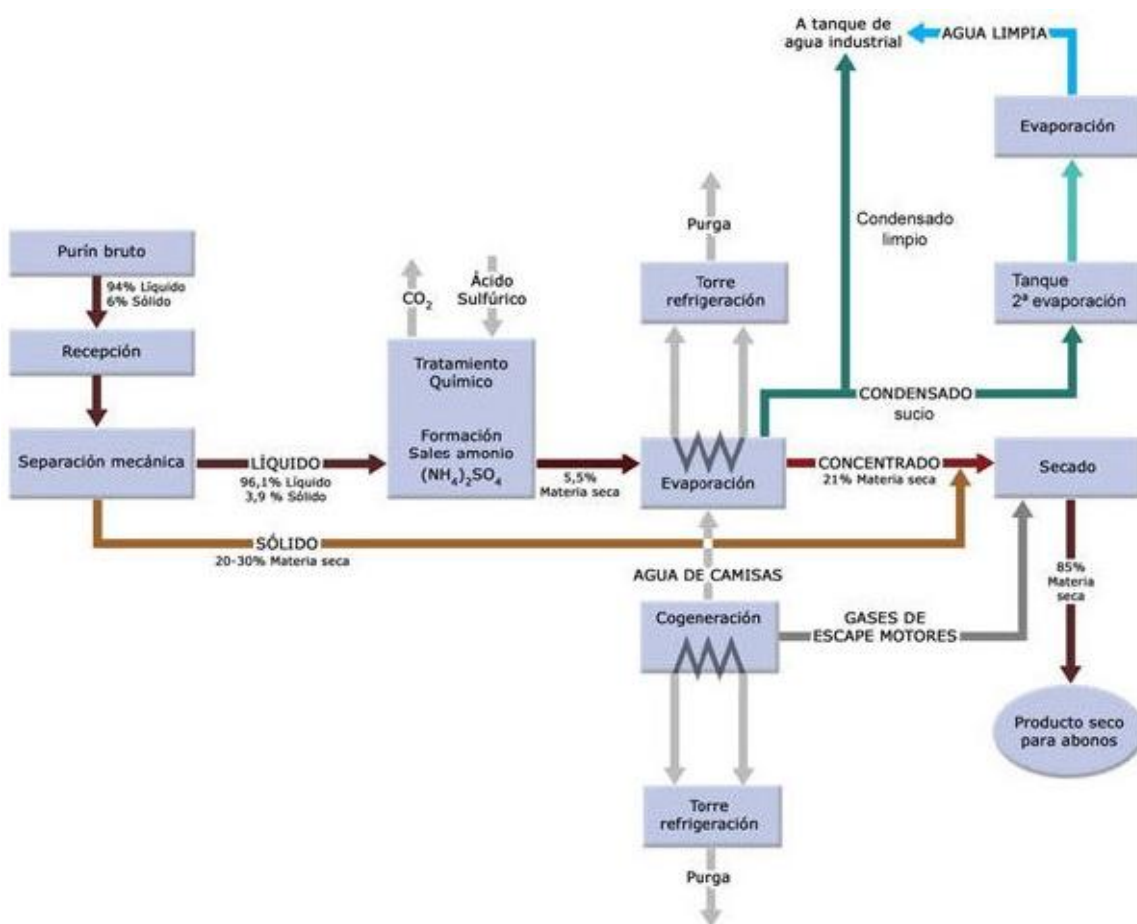 A tanque de
agua industrial
AGUA LIMPIA
Evaporación
Purga
Condensado
limpio
Purín bruto
94% Líquido
6% Sólido
CO2
Ácido
Sulfúrico
Torre
refrigeración
Tanque
2ª evaporación
Recepción
Tratamiento
Químico
Formación
Sales amonio
(NH4)2SO4
CONDENSADO
sucio
Separación mecánica
LÍQUIDO
96,1% Líquido
3,9 % Sólido
5,5%
Materia seca
Evaporación
CONCENTRADO
21% Materia seca
Secado
SÓLIDO
20-30% Materia seca
AGUA DE CAMISAS
85%
Materia
seca
Cogeneración
GASES DE
ESCAPE MOTORES
Producto seco
para abonos
Torre
refrigeración
Purga